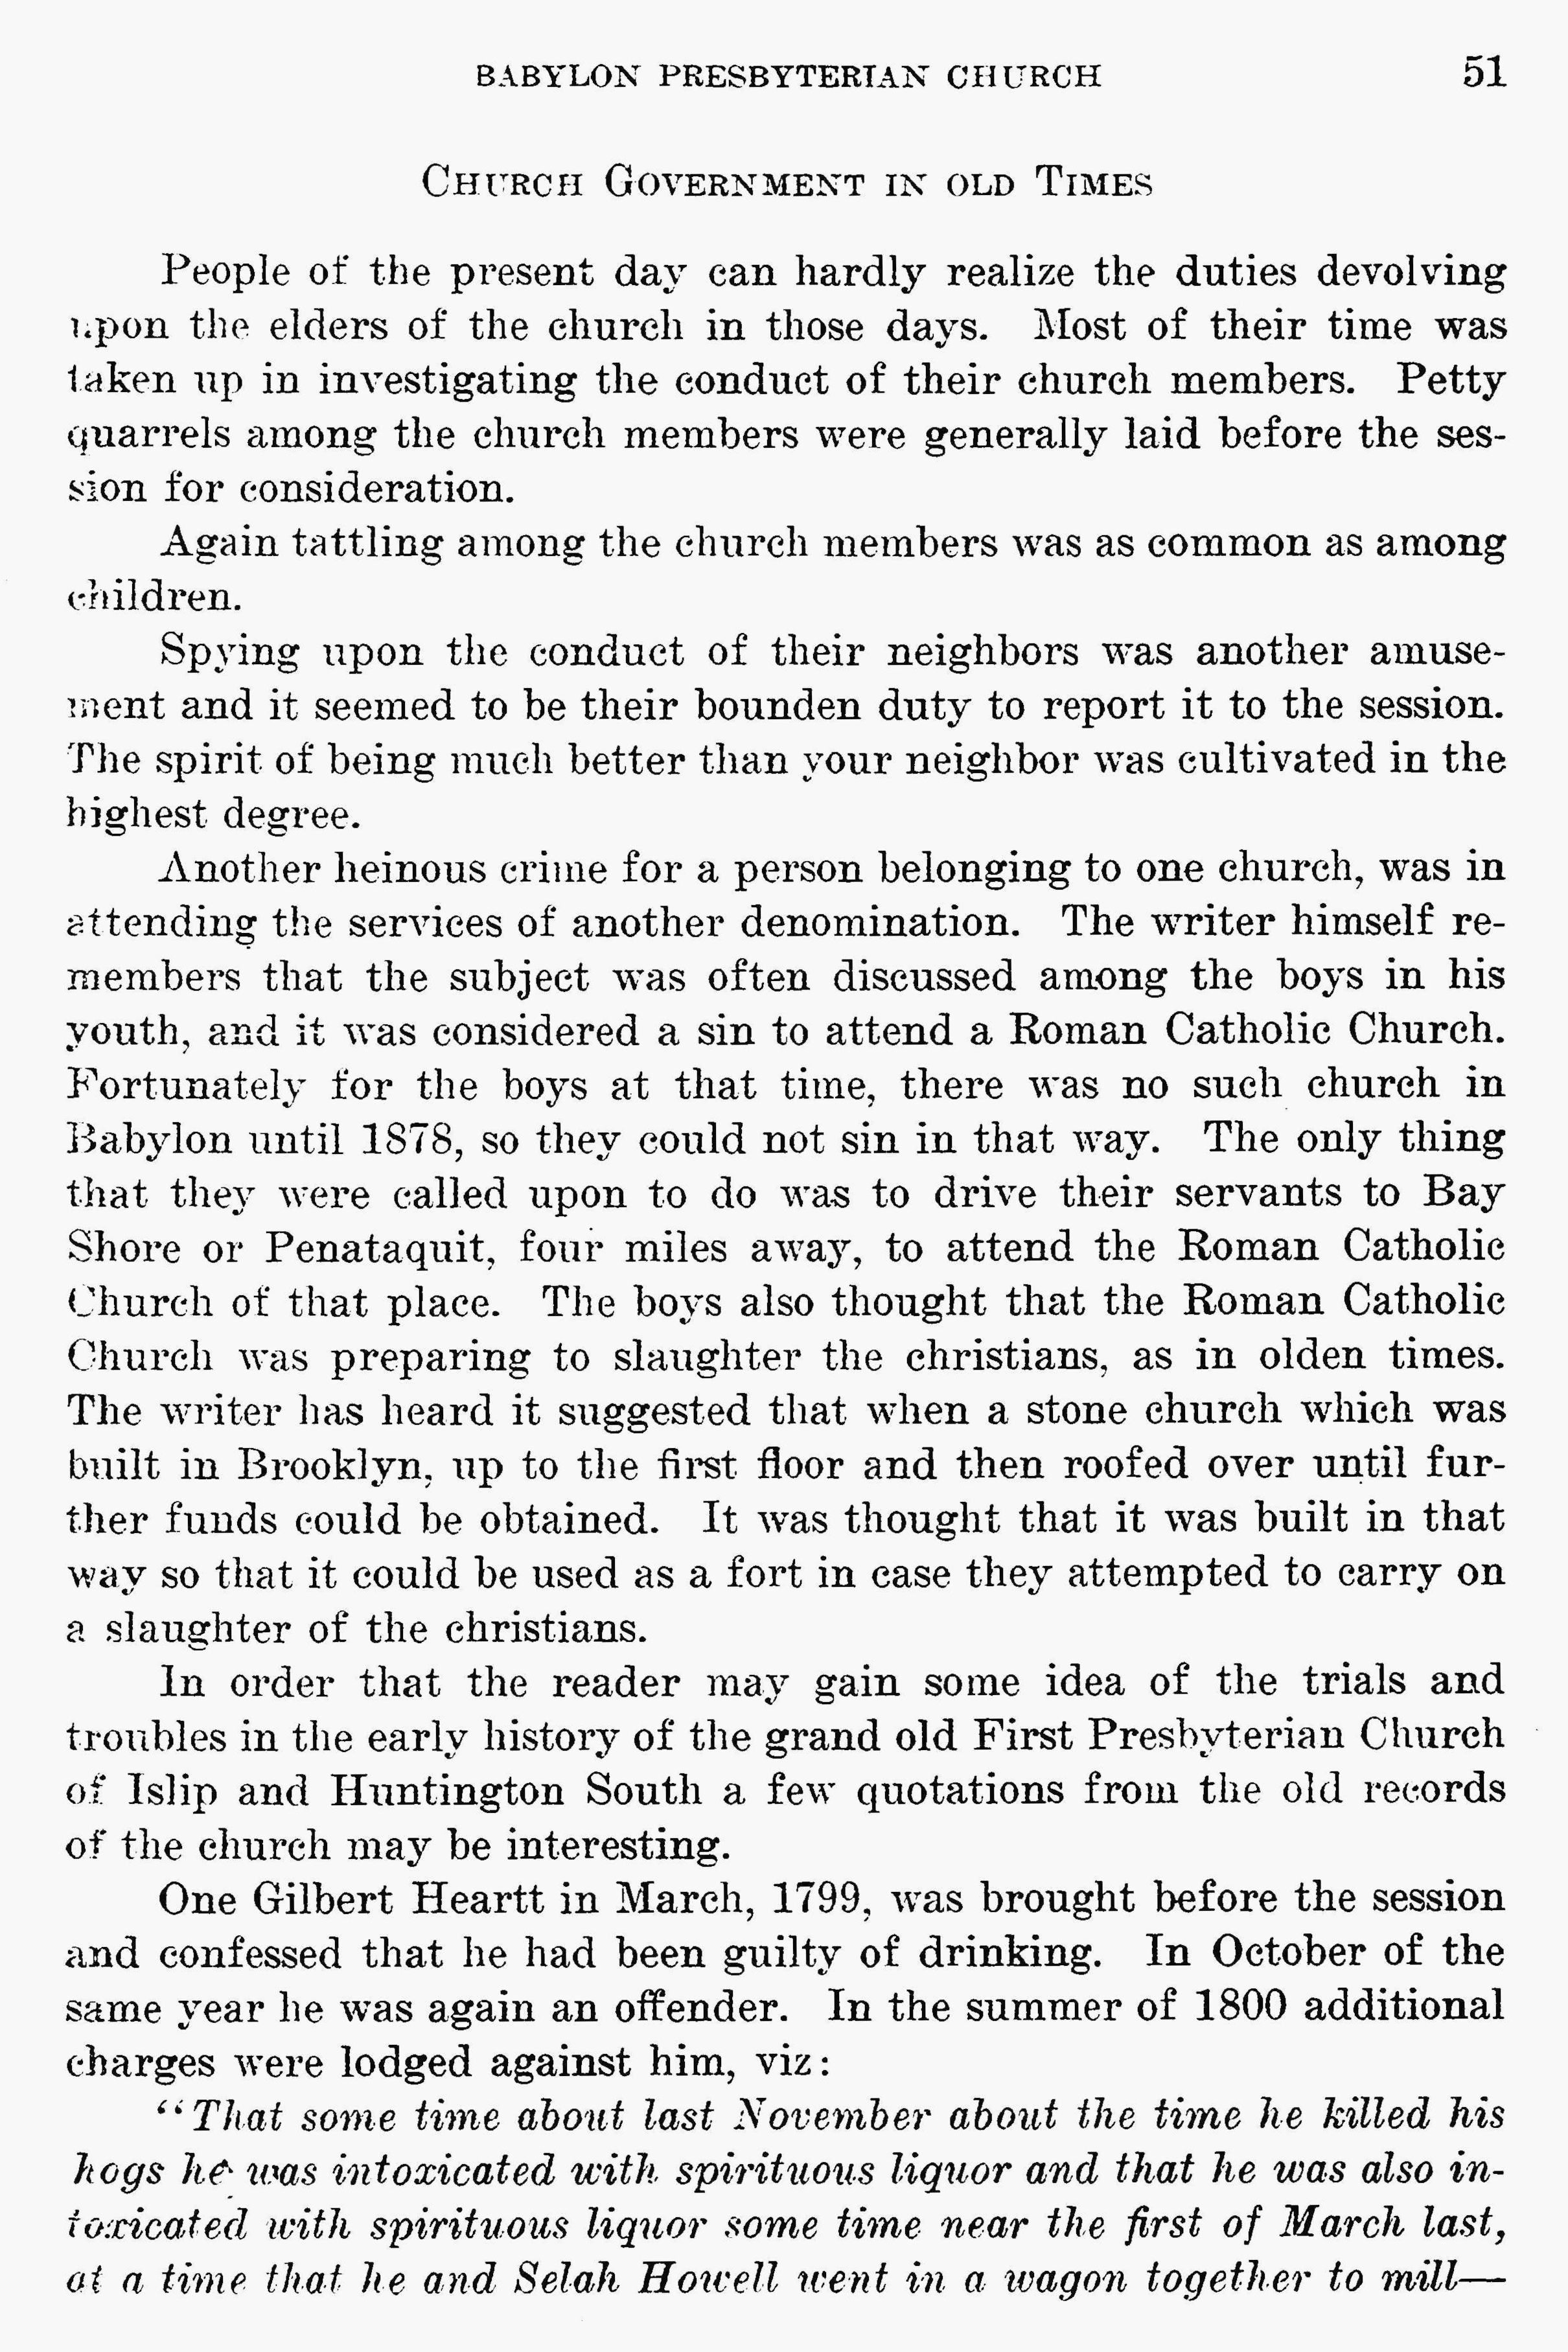 BABYLON PRESBYTERIAN CHURCH 51
CHURCH GOVERNMENT IN OLD TIMES
People of the present day can hardly realize the duties devolving
upon the elders of the church in those days. Most of their time was
taken up in investigating the conduct of their church members. Petty
quarrels among the church members were generally laid before the ses-
sion for consideration.
Again tattling among the church members was as common as among
children.
Spying upon the conduct of their neighbors was another amuse-
ment and it seemed to be their bounden duty to report it to the session.
The spirit of being much better than your neighbor was cultivated in the
highest degree.
Another heinous crime for a person belonging to one church, was in
attending the services of another denomination. The writer himself re-
members that the subject was often discussed among the boys in his
youth, and it was considered a sin to attend a Roman Catholic Church.
Fortunately for the boys at that time, there was no such church in
Babylon until 1878, so they could not sin in that way. The only thing
that they were called upon to do was to drive their servants to Bay
Shore or Penataquit, four miles away, to attend the Roman Catholic
Church of that place. The boys also thought that the Roman Catholic
Church was preparing to slaughter the christians, as in olden times.
The writer has heard it suggested that when a stone church which was
built in Brooklyn, up to the first floor and then roofed over until fur-
ther funds could be obtained. It was thought that it was built in that
way so that it could be used as a fort in case they attempted to carry on
a slaughter of the christians.
In order that the reader may gain some idea of the trials and
troubles in the early history of the grand old First Presbyterian Church
of Islip and Huntington South a few quotations from the old records
of the church may be interesting.
One Gilbert Heartt in March, 1799, was brought before the session
and confessed that he had been guilty of drinking. In October of the
same year he was again an offender. In the summer of 1800 additional
charges were lodged against him, viz:
"That some time about last November about the time he killed his
hogs he was intoxicated with spirituous liquor and that he was also in-
toxicated with spirituous liquor some time near the first of March last,
at a time that he and Selah Howell went in a wagon together to mill—